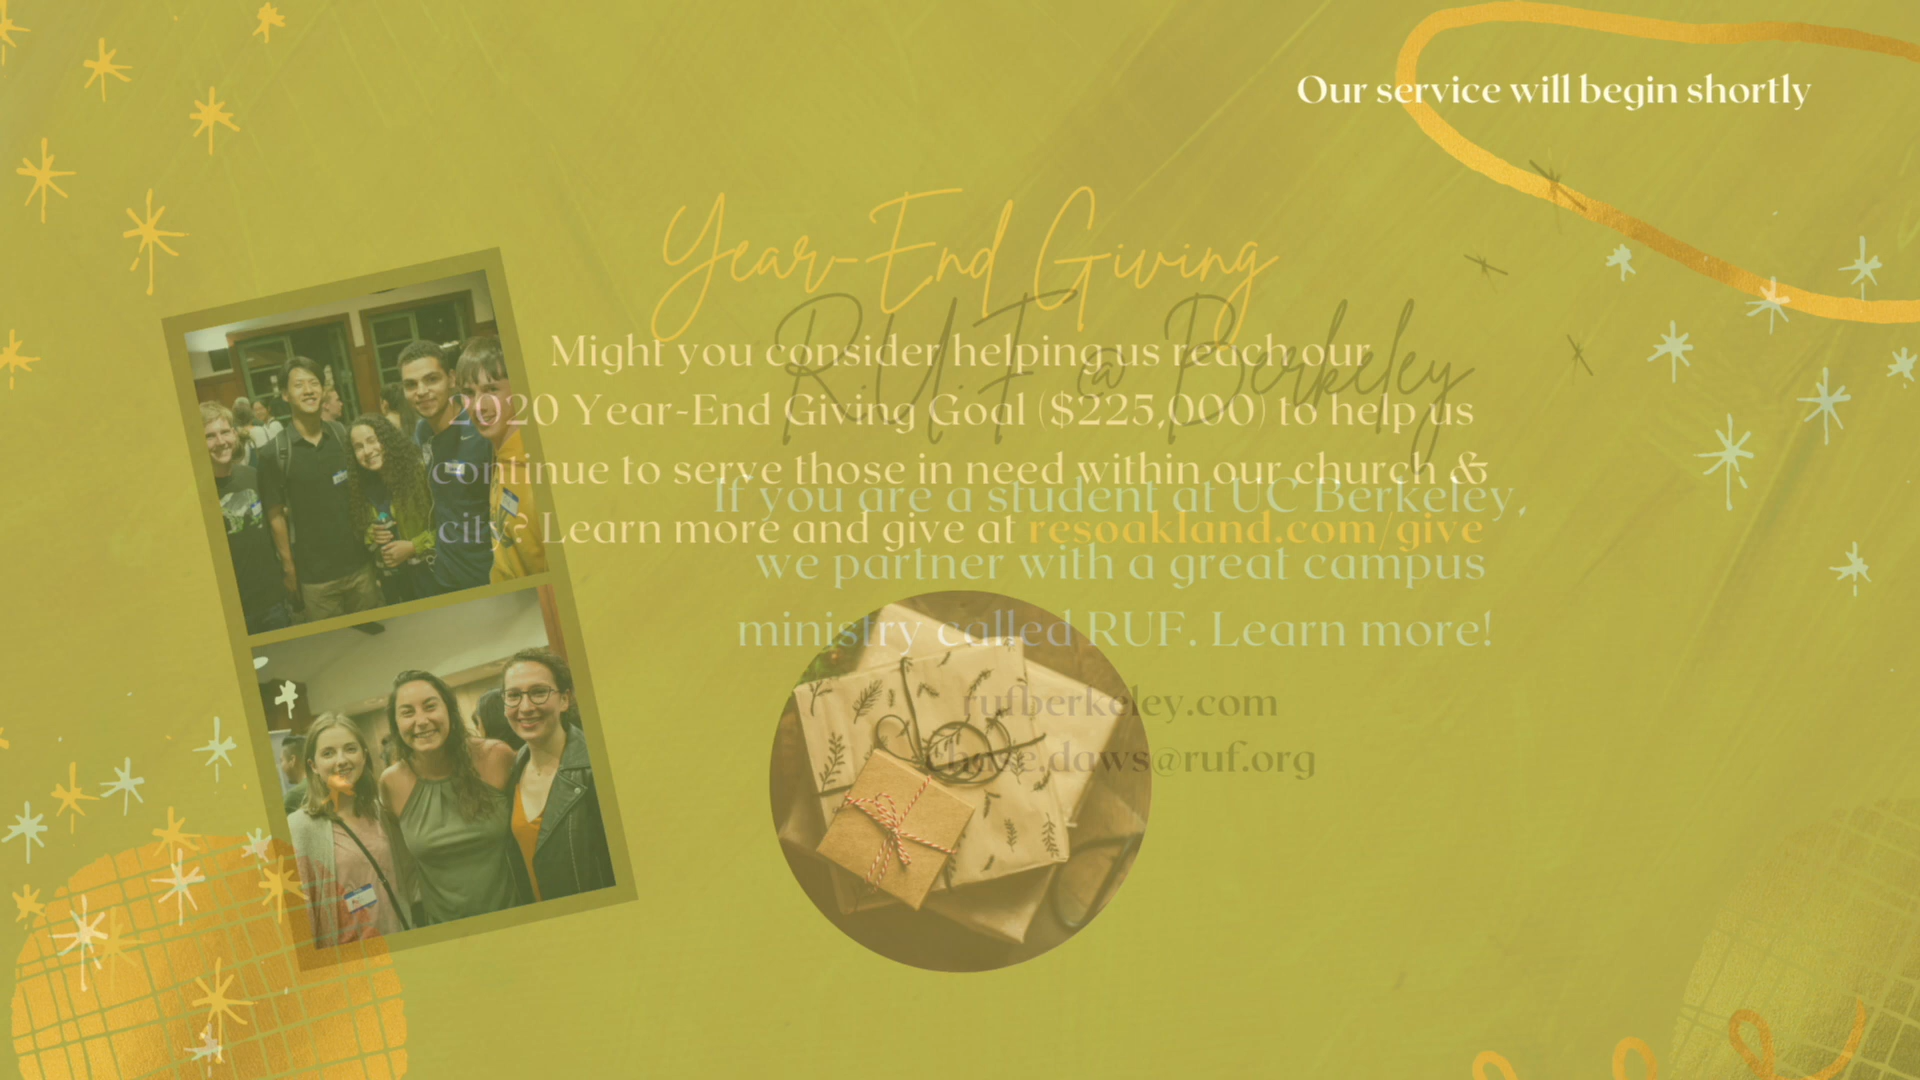 Our service will begin shortly
Year-End Giving
Might you consider helping us reach our
2020 Year-End Giving Goal ($225,000) to help us
continue to serve those in need within our church &
city? Learn more and give at resoakland.com/give
R.U.F @ Berkeley
If you are a student at UC Berkeley,
we partner with a great campus
ministry called RUF. Learn more!
rufberkeley.com
chase.daws@ruf.org